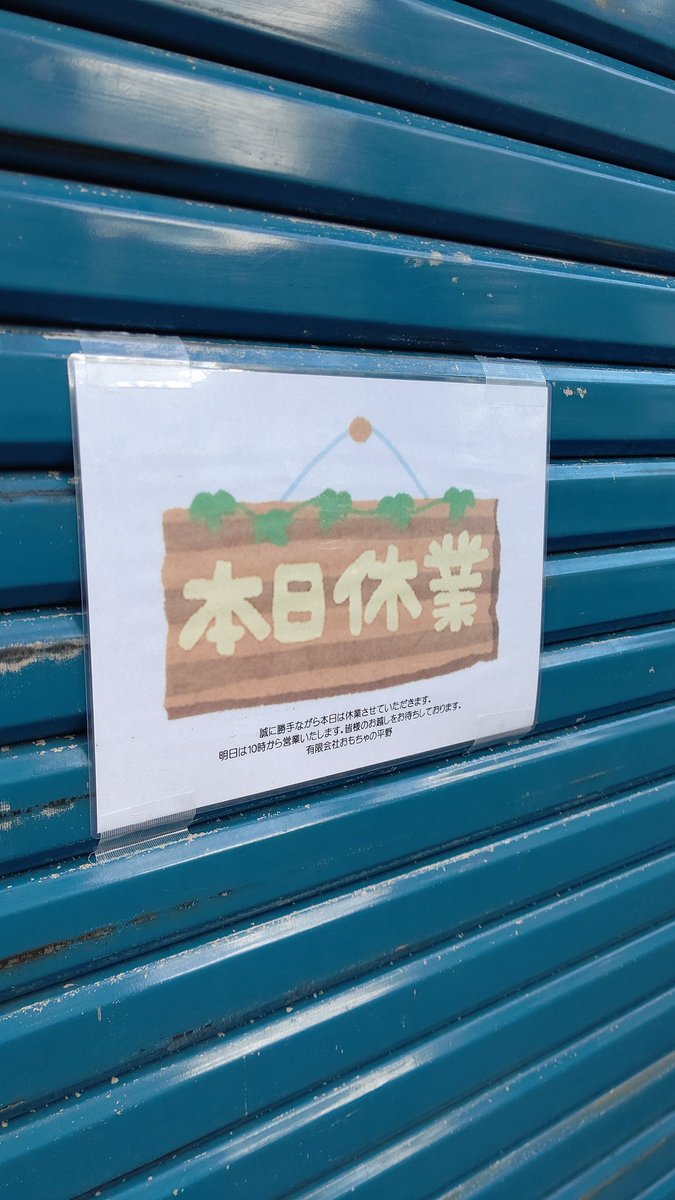 本日休業
誠に勝手ながら本日は休業させていただきます。
明日は10時から営業いたします。皆様のお越しをお待ちしております。
有限会社おもちゃの平野